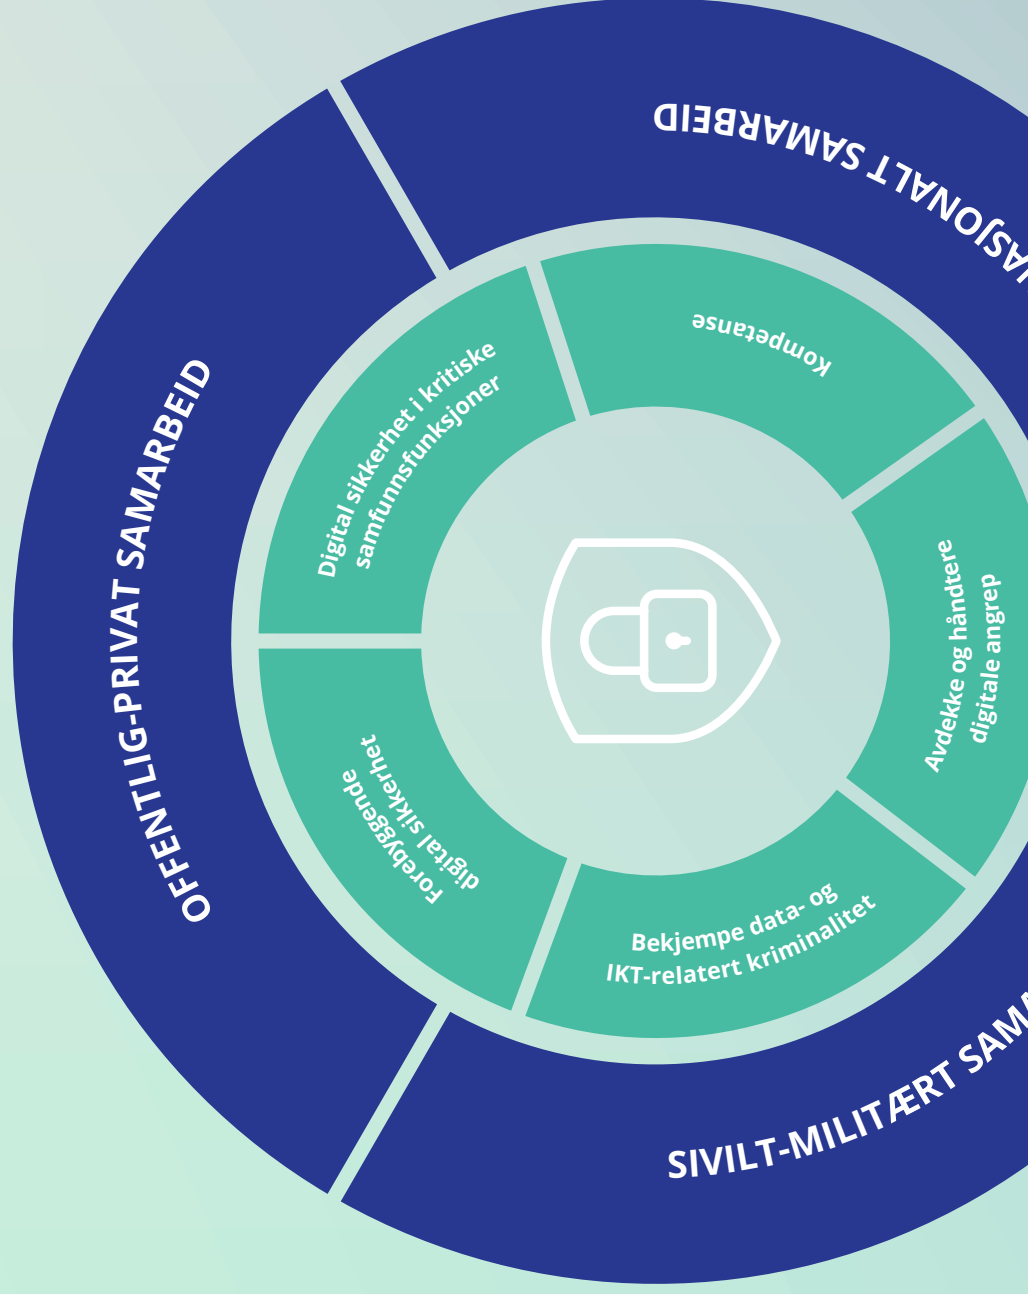 OFFENTLIG-PRIVAT SAMARBEID
SAMARBEID
Digital sikkerhet i kritiske
samfunnsfunksjoner
Kompetanse
Avdekke og håndtere
digitale angrep
Bekjempe data- og
IKT-relatert kriminalitet
Forebyggende
digital sikkerhet
SIVILT-MILITÆRT